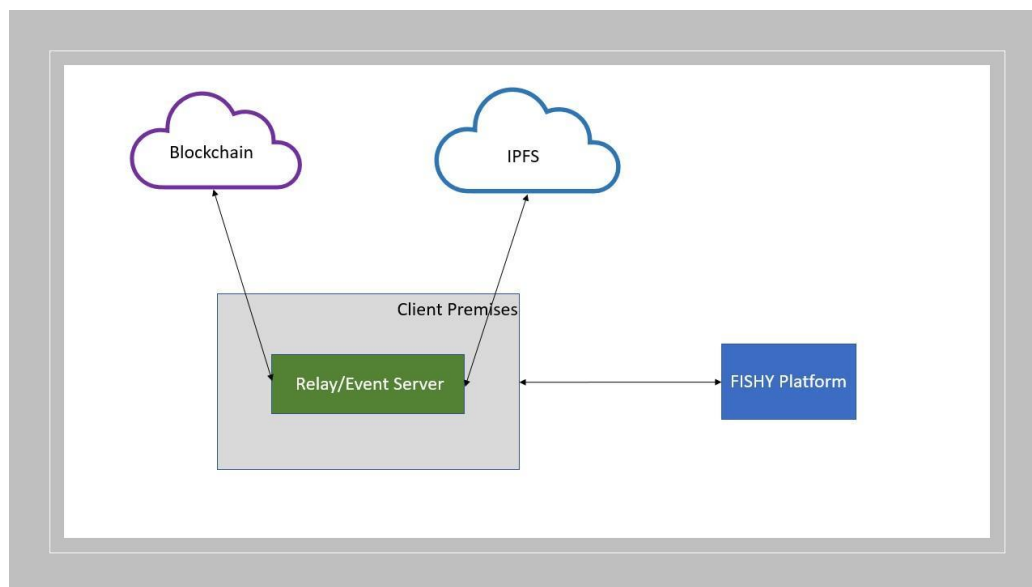 Blockchain
IPFS
Client Premises
Relay/Event Server
FISHY Platform